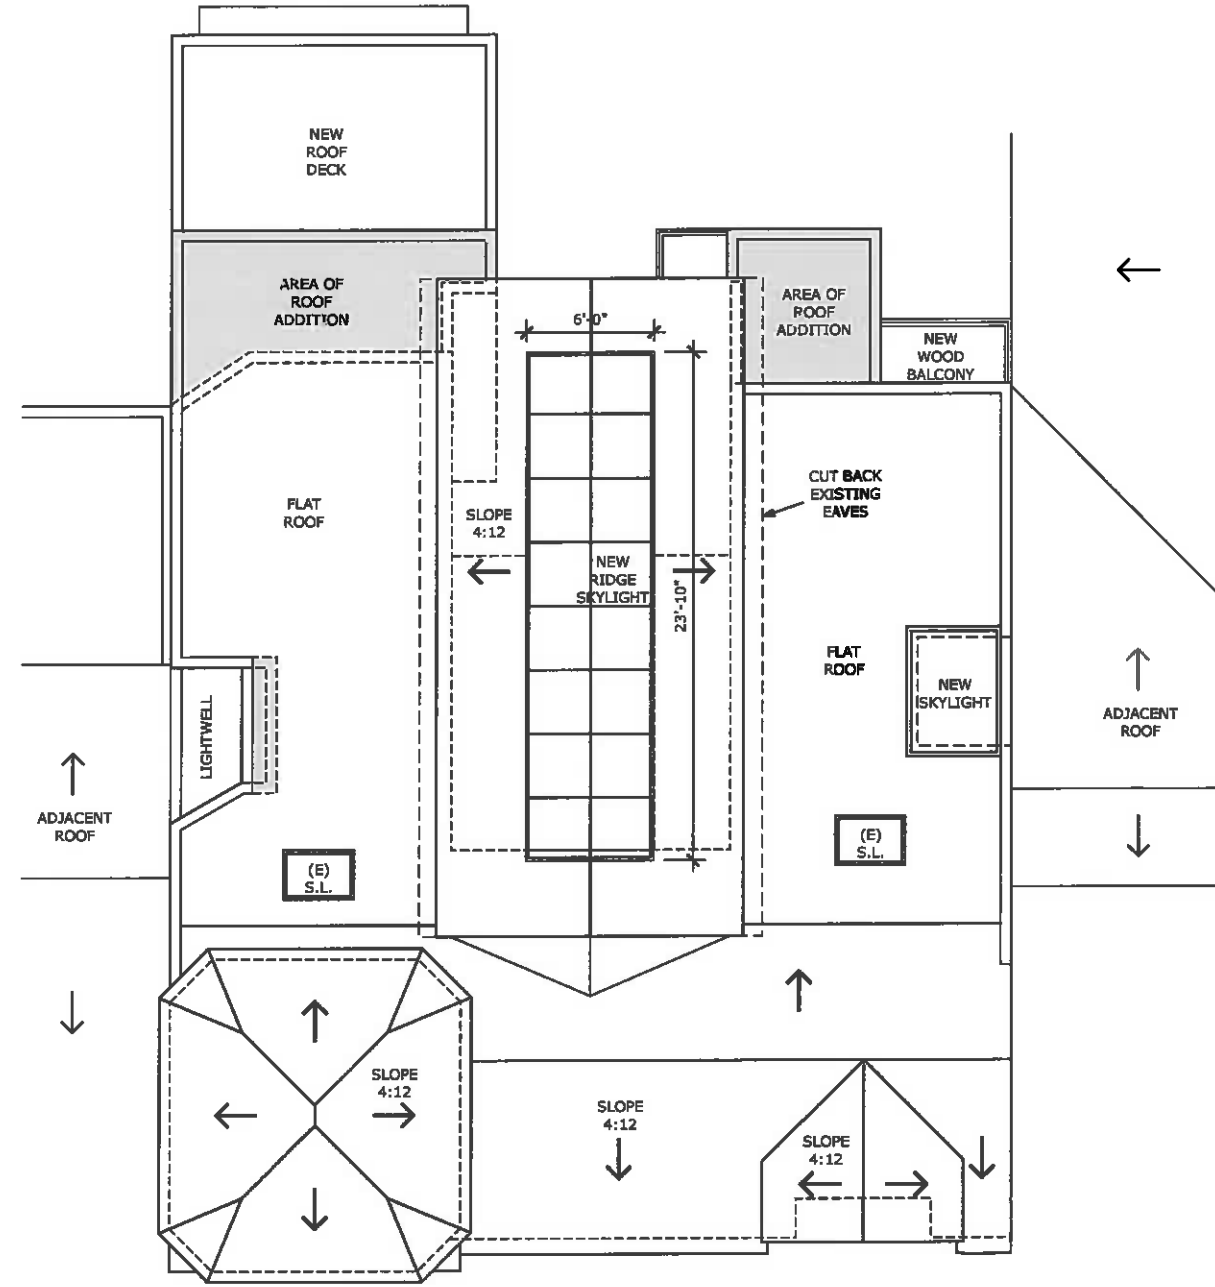 NEW
ROOF
DECK
AREA OF
ROOF
ADDITION
AREA OF
ROOF
ADDITION
6'-0"
NEW
WOOD
BALCONY
CUT BACK
EXISTING
EAVES
FLAT
ROOF
SLOPE
4:12
NEW
RIDGE
SKYLIGHT
23'-10"
FLAT
ROOF
NEW
SKYLIGHT
LIGHTWELL
ADJACENT
ROOF
ADJACENT
ROOF
(E)
S.L.
(E)
S.L.
SLOPE
4:12
SLOPE
4:12
SLOPE
4:12